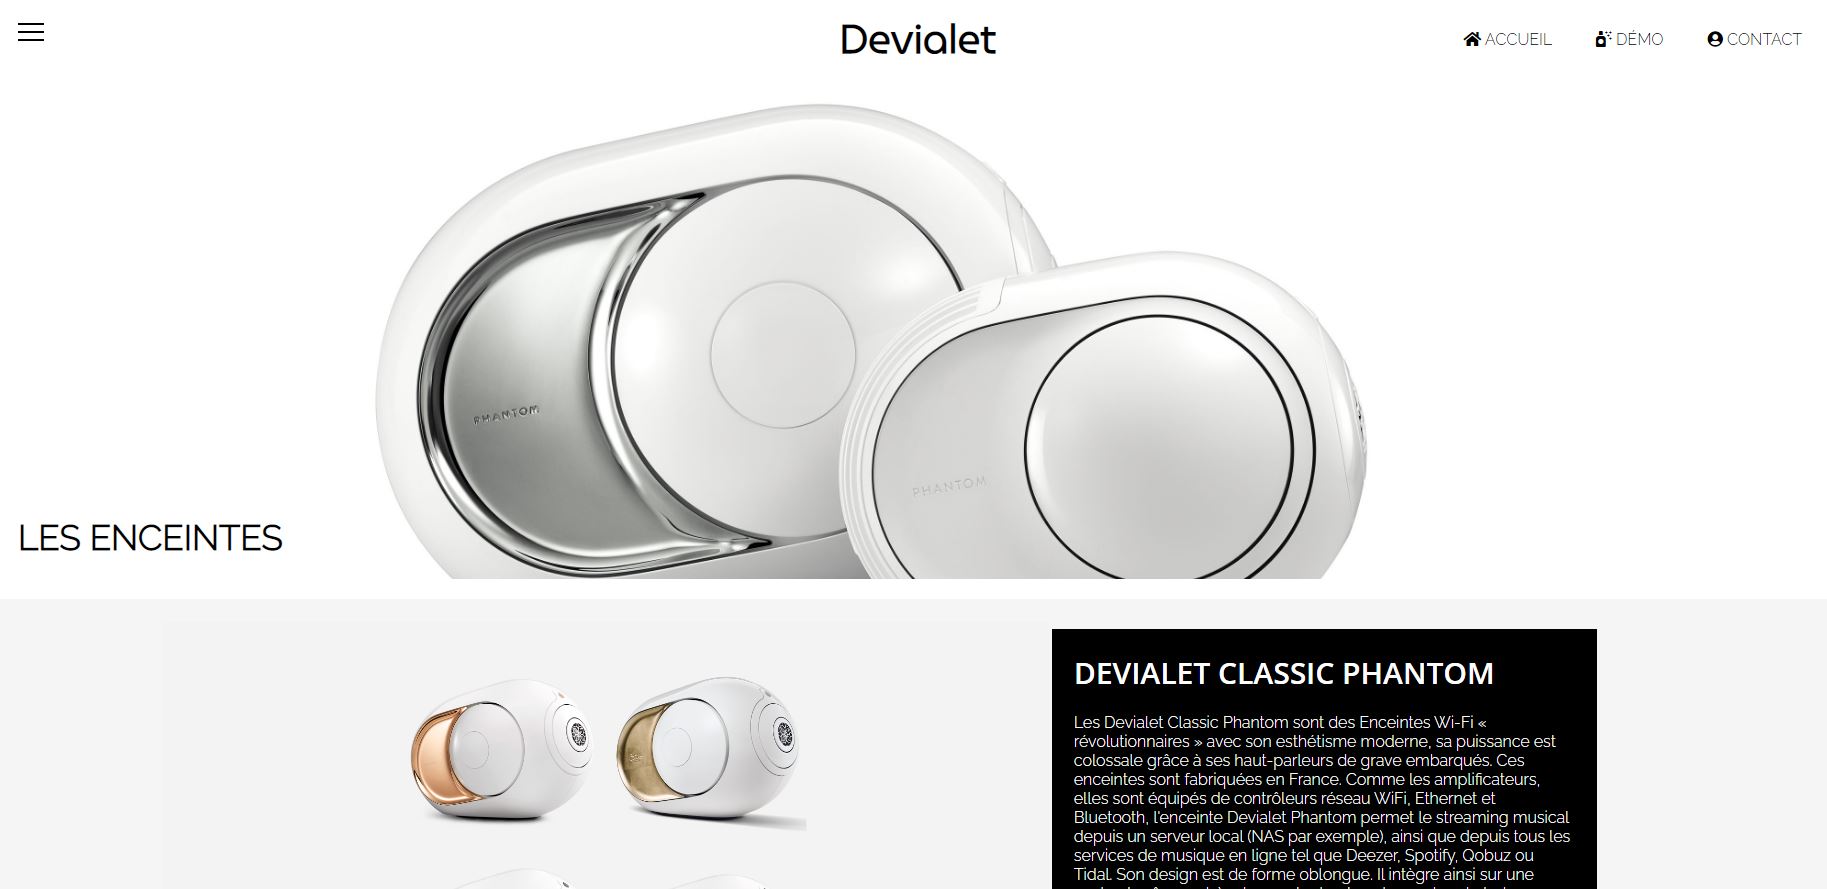 Devialet
ACCUEIL
DÉMO
CONTACT
PHANTOM
PHANTOM
LES ENCEINTES
DEVIALET CLASSIC PHANTOM
Les Devialet Classic Phantom sont des Enceintes Wi-Fi «
révolutionnaires » avec son esthétisme moderne, sa puissance est
colossale grâce à ses haut-parleurs de grave embarqués. Ces
enceintes sont fabriquées en France. Comme les amplificateurs,
elles sont équipés de contrôleurs réseau WiFi, Ethernet et
Bluetooth, l'enceinte Devialet Phantom permet le streaming musical
depuis un serveur local (NAS par exemple), ainsi que depuis tous les
services de musique en ligne tel que Deezer, Spotify, Qobuz ou
Tidal. Son design est de forme oblongue. Il intègre ainsi sur une